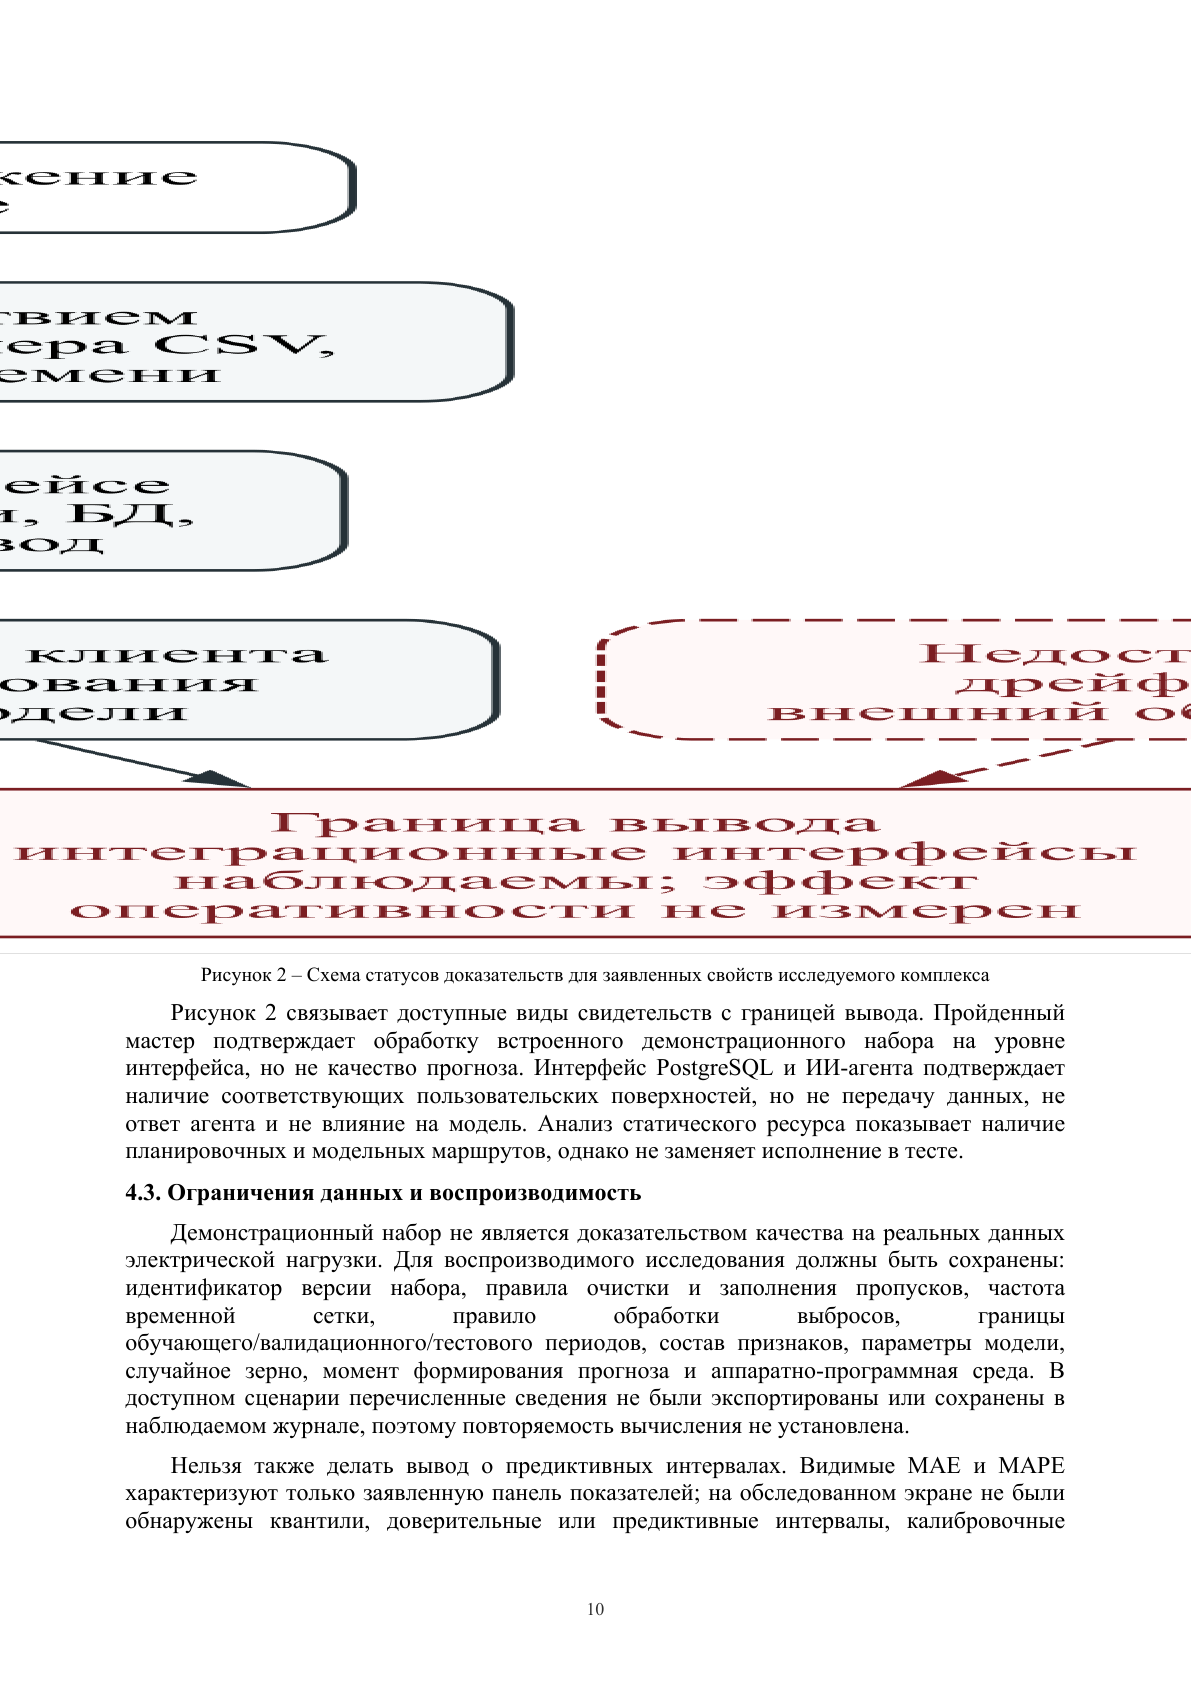 жение
твием
мера CSV,
емени
ейсе
и, БД,
вод
клиента
ования
одели
Недост
дрейф
внешний об
Граница вывода
интеграционные интерфейсы
наблюдаемы; эффект
оперативности не измерен
Рисунок 2 – Схема статусов доказательств для заявленных свойств исследуемого комплекса
Рисунок 2 связывает доступные виды свидетельств с границей вывода. Пройденный
мастер подтверждает обработку встроенного демонстрационного набора на уровне
интерфейса, но не качество прогноза. Интерфейс PostgreSQL и ИИ-агента подтверждает
наличие соответствующих пользовательских поверхностей, но не передачу данных, не
ответ агента и не влияние на модель. Анализ статического ресурса показывает наличие
планировочных и модельных маршрутов, однако не заменяет исполнение в тесте.
4.3. Ограничения данных и воспроизводимость
Демонстрационный набор не является доказательством качества на реальных данных
электрической нагрузки. Для воспроизводимого исследования должны быть сохранены:
идентификатор версии набора, правила очистки и заполнения пропусков, частота
временной сетки, правило обработки выбросов, границы
обучающего/валидационного/тестового периодов, состав признаков, параметры модели,
случайное зерно, момент формирования прогноза и аппаратно-программная среда. В
доступном сценарии перечисленные сведения не были экспортированы или сохранены в
наблюдаемом журнале, поэтому повторяемость вычисления не установлена.
Нельзя также делать вывод о предиктивных интервалах. Видимые MAE и MAPE
характеризуют только заявленную панель показателей; на обследованном экране не были
обнаружены квантили, доверительные или предиктивные интервалы, калибровочные
10